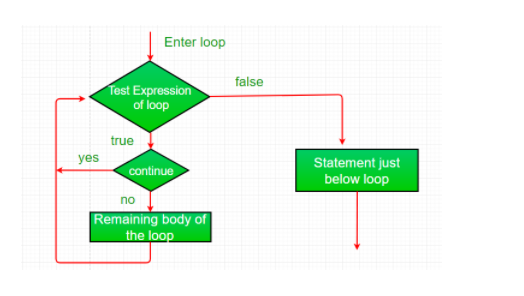 Enter loop
Test Expression
of loop
false
true
yes
continue
no
Statement just
below loop
Remaining body of
the loop